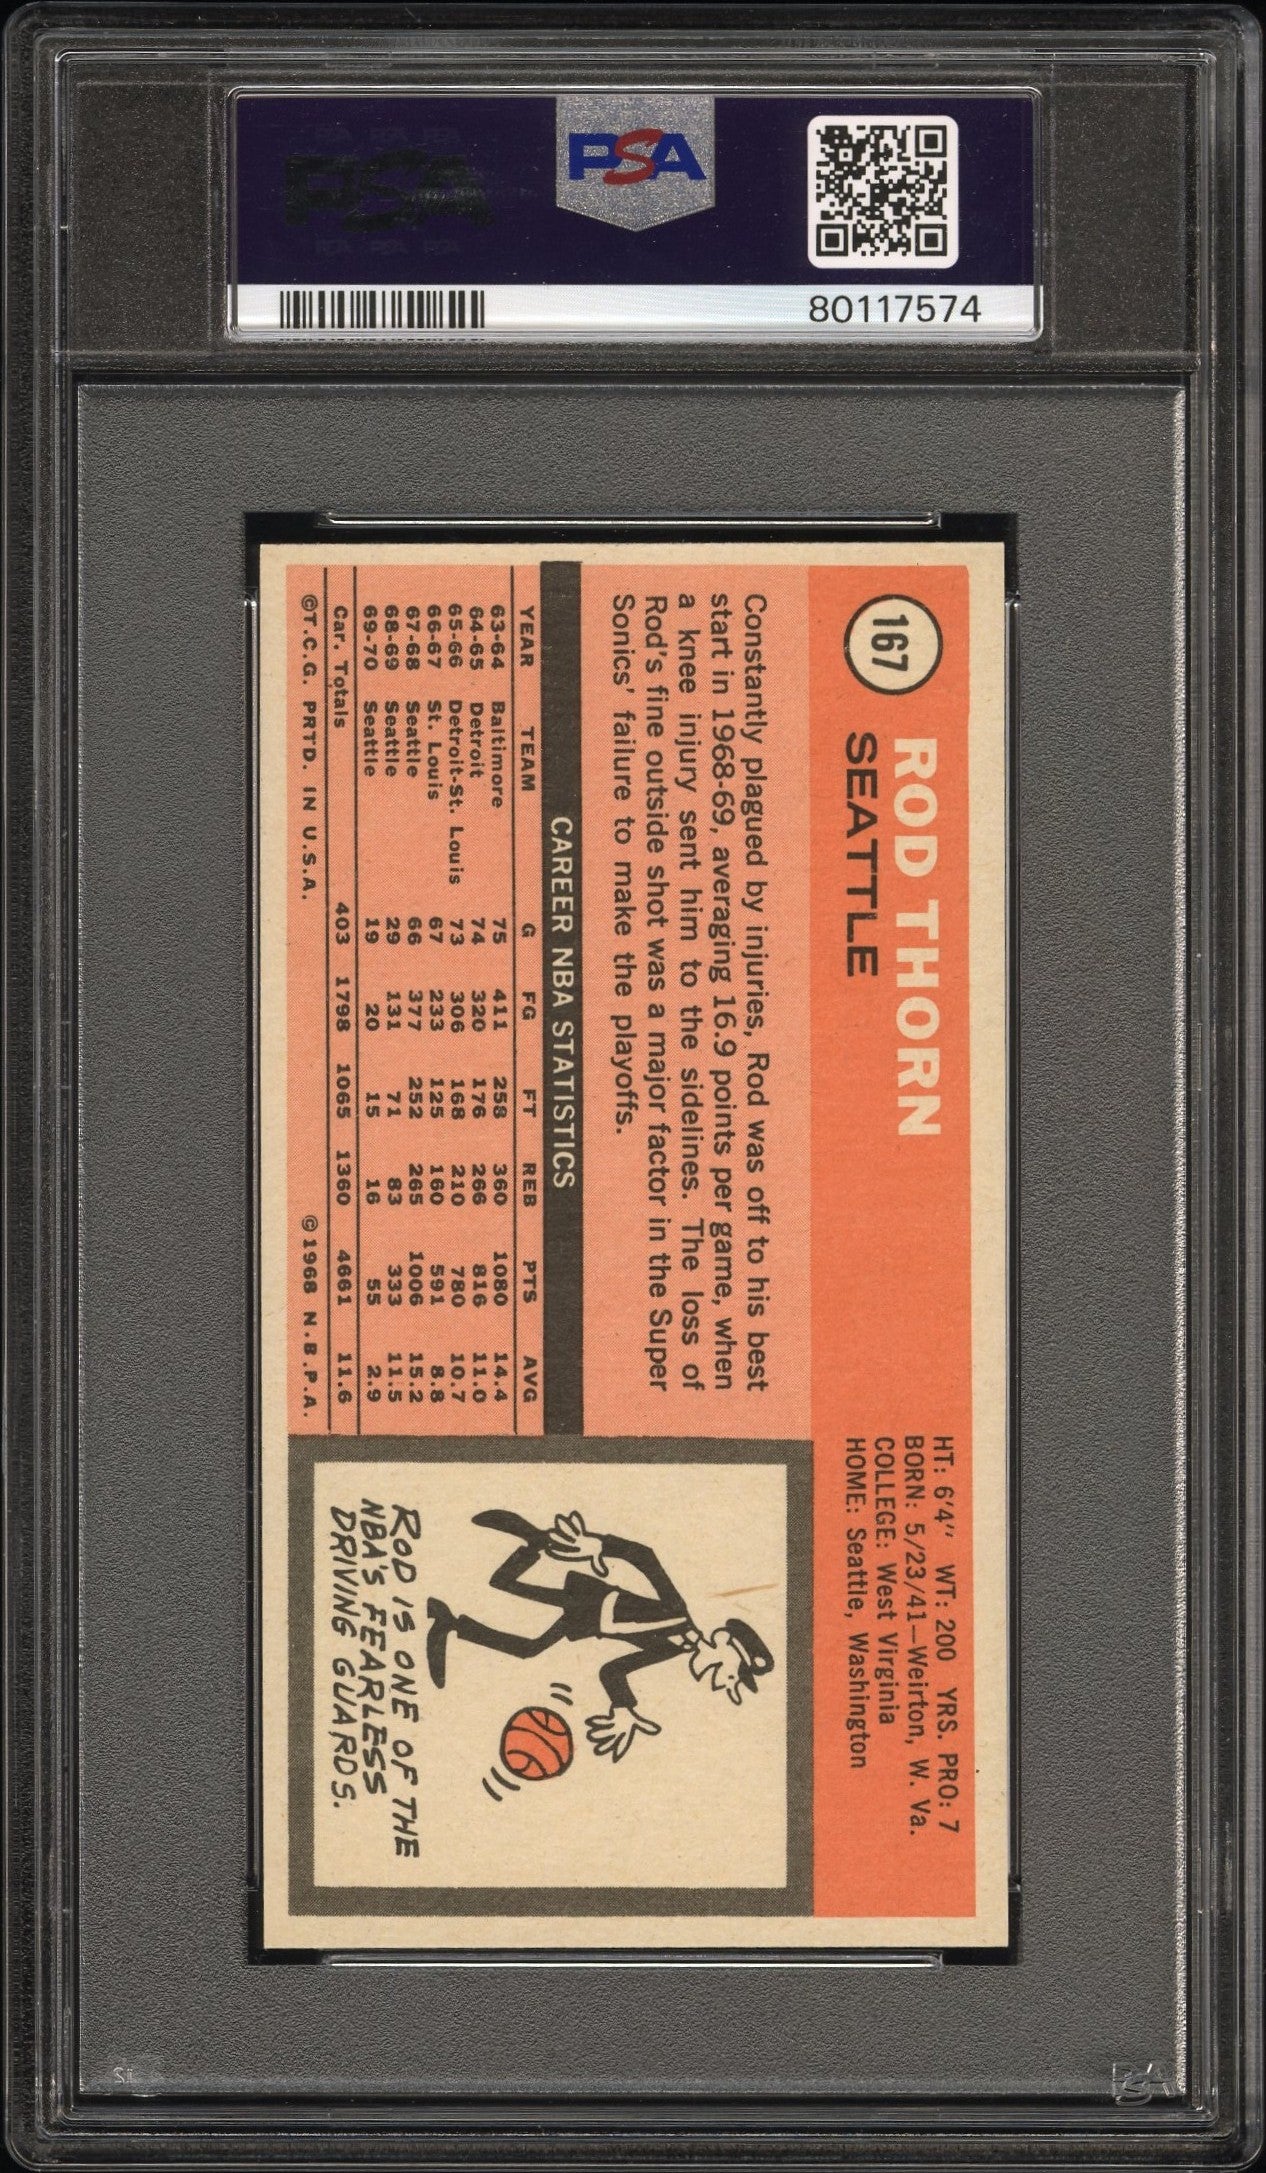 PSA
PSA
80117574
167
ROD THORN
SEATTLE
HT: 6'4" WT: 200 YRS. PRO: 7
BORN: 5/23/41—Weirton, W. Va.
COLLEGE: West Virginia
HOME: Seattle, Washington
Constantly plagued by injuries, Rod was off to his best
start in 1968-69, averaging 16.9 points per game, when
a knee injury sent him to the sidelines. The loss of
Rod's fine outside shot was a major factor in the Super
Sonics' failure to make the playoffs.
CAREER NBA STATISTICS
YEAR TEAM G FG FT REB PTS AVG
63-64 Baltimore 75 411 258 360 1080 14.4
64-65 Detroit 74 320 176 266 816 11.0
65-66 Detroit-St. Louis 73 306 168 210 780 10.7
66-67 St. Louis 67 233 125 160 591 8.8
67-68 Seattle 66 377 252 265 1006 15.2
68-69 Seattle 29 131 71 83 333 11.5
69-70 Seattle 19 20 15 16 55 2.9
Car. Totals 403 1798 1065 1360 4661 11.6
©T.C.G. PRTD. IN U.S.A. ©1968 N.B.P.A.
ROD IS ONE OF THE
NBA'S FEARLESS
DRIVING GUARDS.
PSA